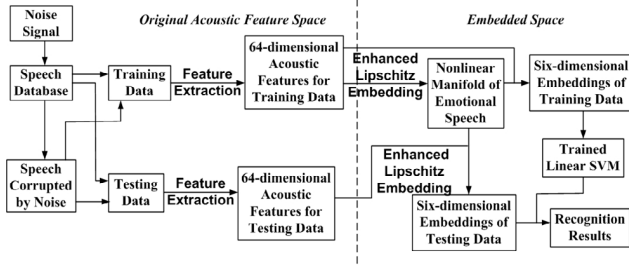 Original Acoustic Feature Space
Embedded Space
Noise
Signal
Speech
Database
Training
Data
Feature
Extraction
64-dimensional
Acoustic
Features for
Training Data
Enhanced
Lipschitz
Embedding
Nonlinear
Manifold of
Emotional
Speech
Six-dimensional
Embeddings of
Training Data
Trained
Linear SVM
Speech
Corrupted
by Noise
Testing
Data
Feature
Extraction
64-dimensional
Acoustic
Features for
Testing Data
Enhanced
Lipschitz
Embedding
Six-dimensional
Embeddings of
Testing Data
Recognition
Results